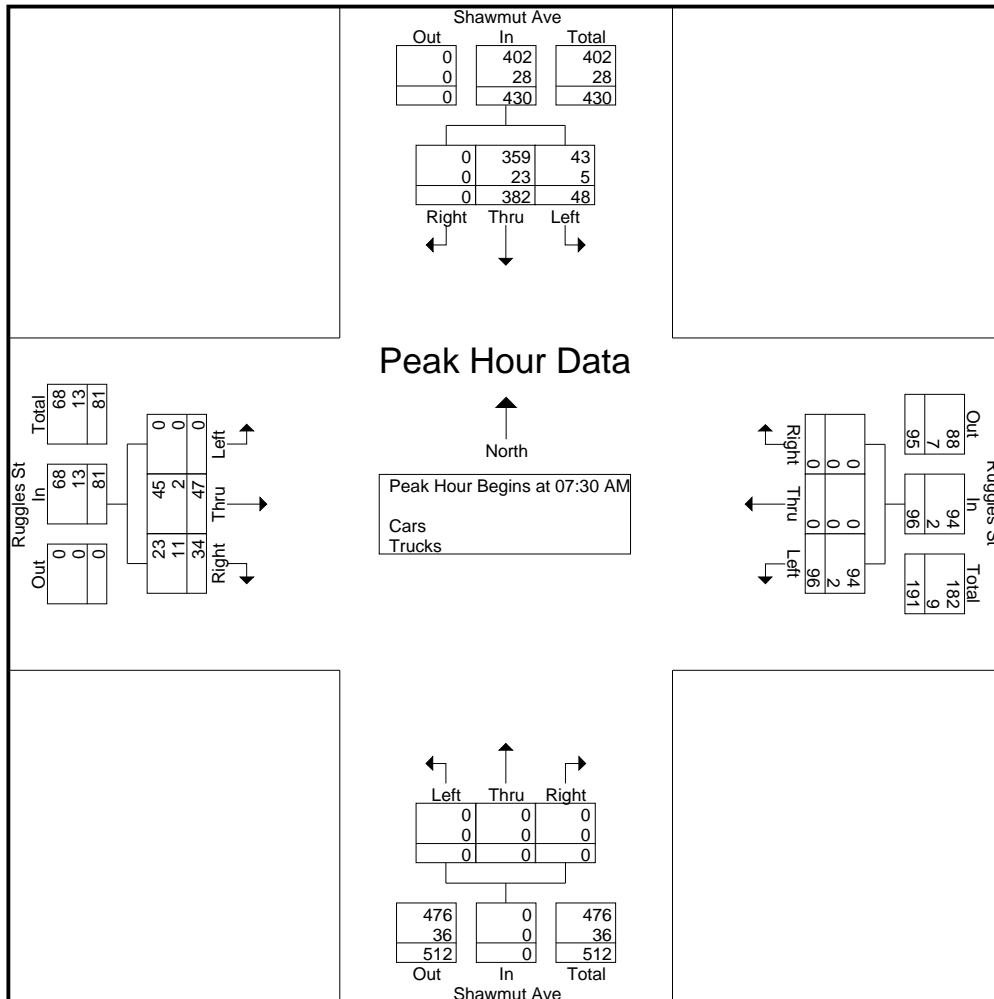 Shawmut Ave
Out In Total
0 402 402
0 28 28
0 430 430
0 359 43
0 23 5
0 382 48
Right Thru Left
Peak Hour Data
North
Peak Hour Begins at 07:30 AM
Cars
Trucks
Ruggles St
Out In Total
0 68 68
0 13 13
0 81 81
Left Thru Right
0 45 23
0 2 11
0 47 34
Ruggles St
Out In Total
88 94 182
7 2 9
95 96 191
Right Thru Left
0 0 94
0 0 2
0 0 96
Left Thru Right
0 0 0
0 0 0
0 0 0
476 0 476
36 0 36
512 0 512
Out In Total
Shawmut Ave